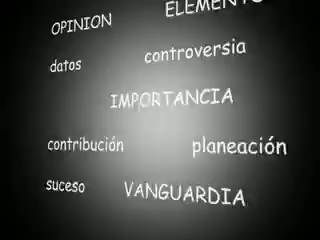 OPINION
ELEMENTO
datos
controversia
IMPORTANCIA
contribución
planeación
suceso
VANGUARDIA